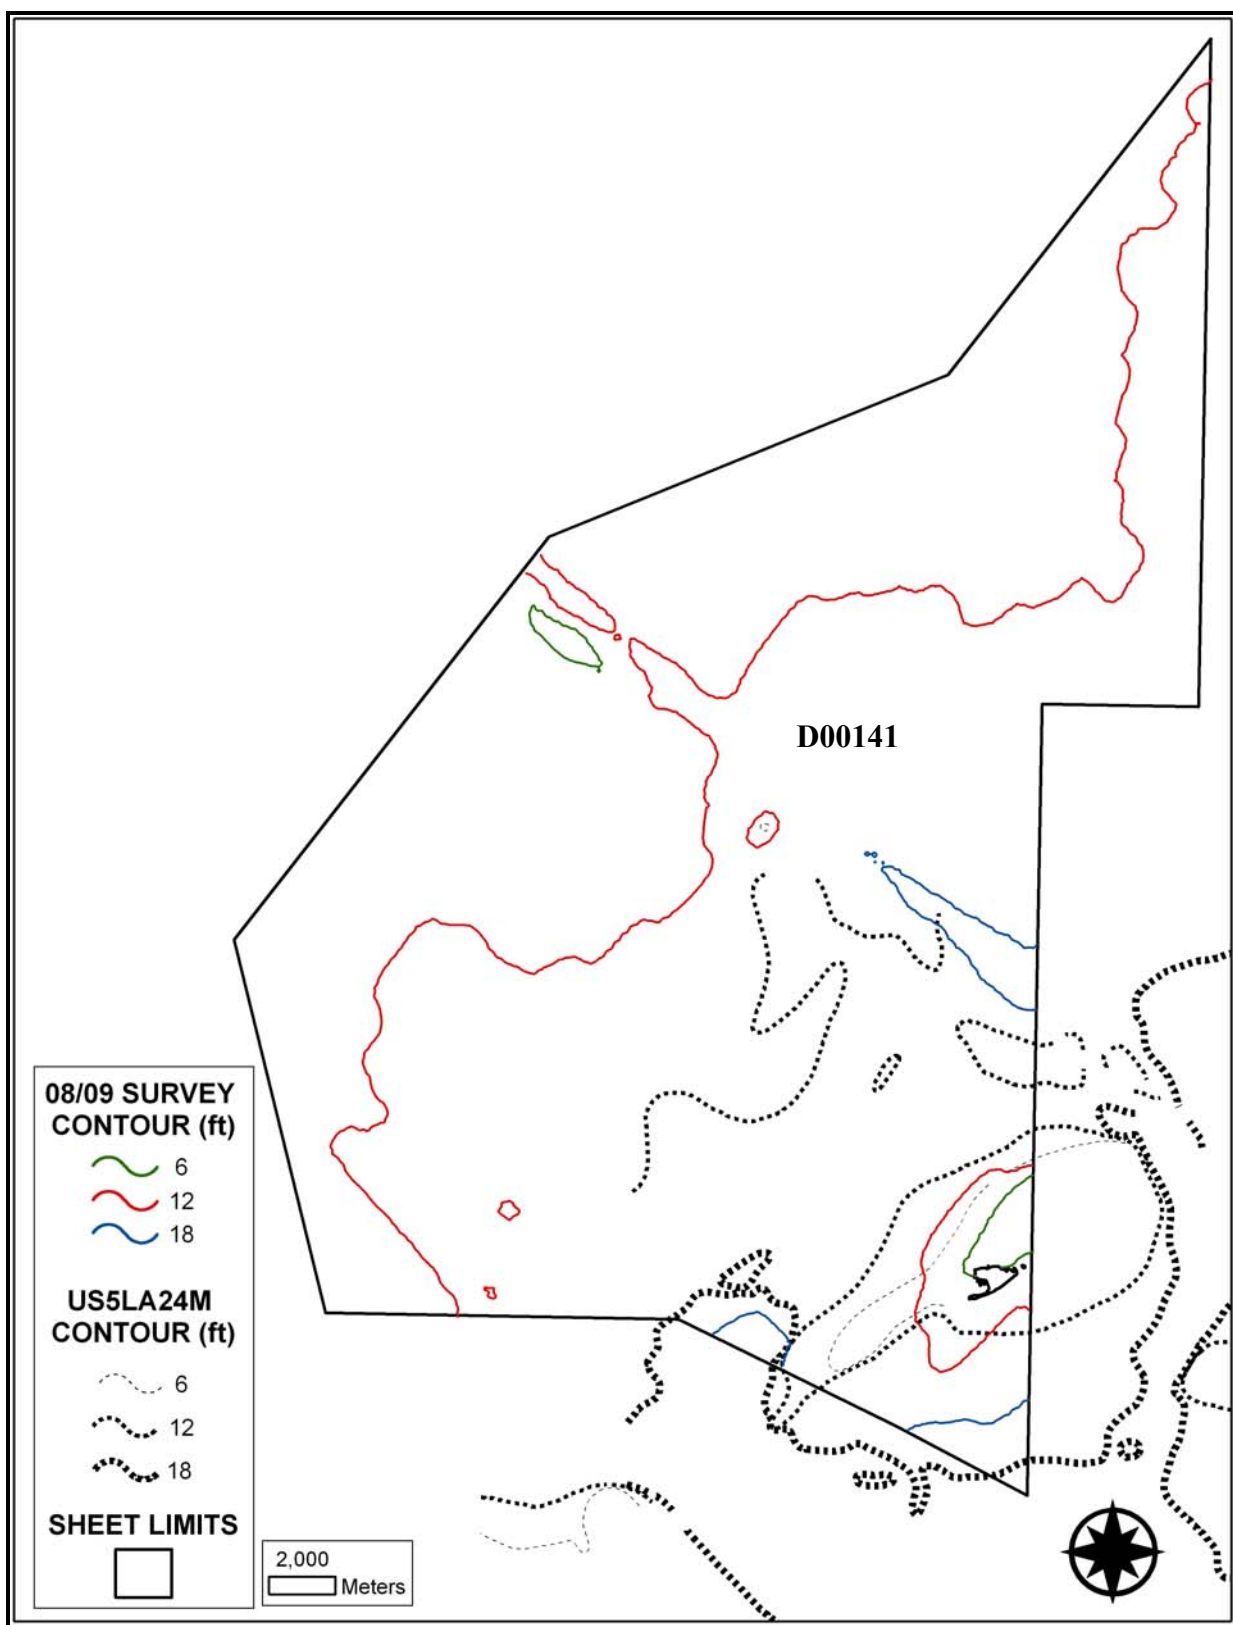 D00141
08/09 SURVEY
CONTOUR (ft)
6
12
18
US5LA24M
CONTOUR (ft)
6
12
18
SHEET LIMITS
2,000
Meters